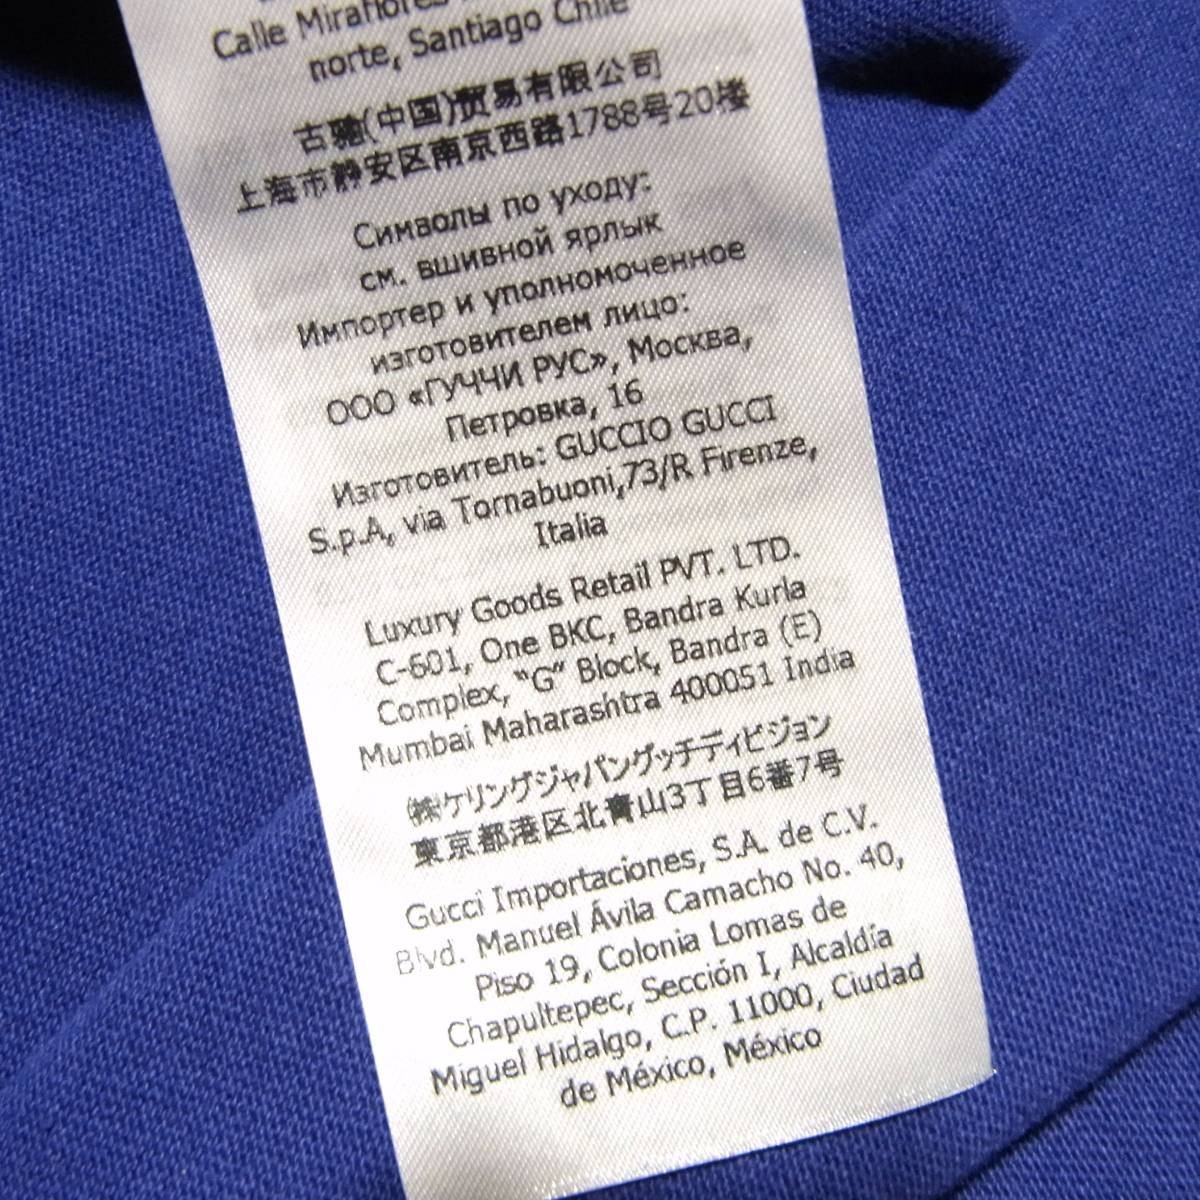 Calle Miraflores
norte, Santiago Chile
古驰(中国)贸易有限公司
上海市静安区南京西路1788号20楼
Символы по уходу:
см. вшивной ярлык
Импортер и уполномоченное
изготовителем лицо:
ООО «ГУЧЧИ РУС», Москва,
Петровка, 16
Изготовитель: GUCCIO GUCCI
S.p.A, via Tornabuoni,73/R Firenze,
Italia
Luxury Goods Retail PVT. LTD.
C-601, One BKC, Bandra Kurla
Complex, "G" Block, Bandra (E)
Mumbai Maharashtra 400051 India
㈱ケリングジャパングッチディビジョン
東京都港区北青山3丁目6番7号
Gucci Importaciones, S.A. de C.V.
Blvd. Manuel Ávila Camacho No. 40,
Piso 19, Colonia Lomas de
Chapultepec, Sección I, Alcaldía
Miguel Hidalgo, C.P. 11000, Ciudad
de México, México